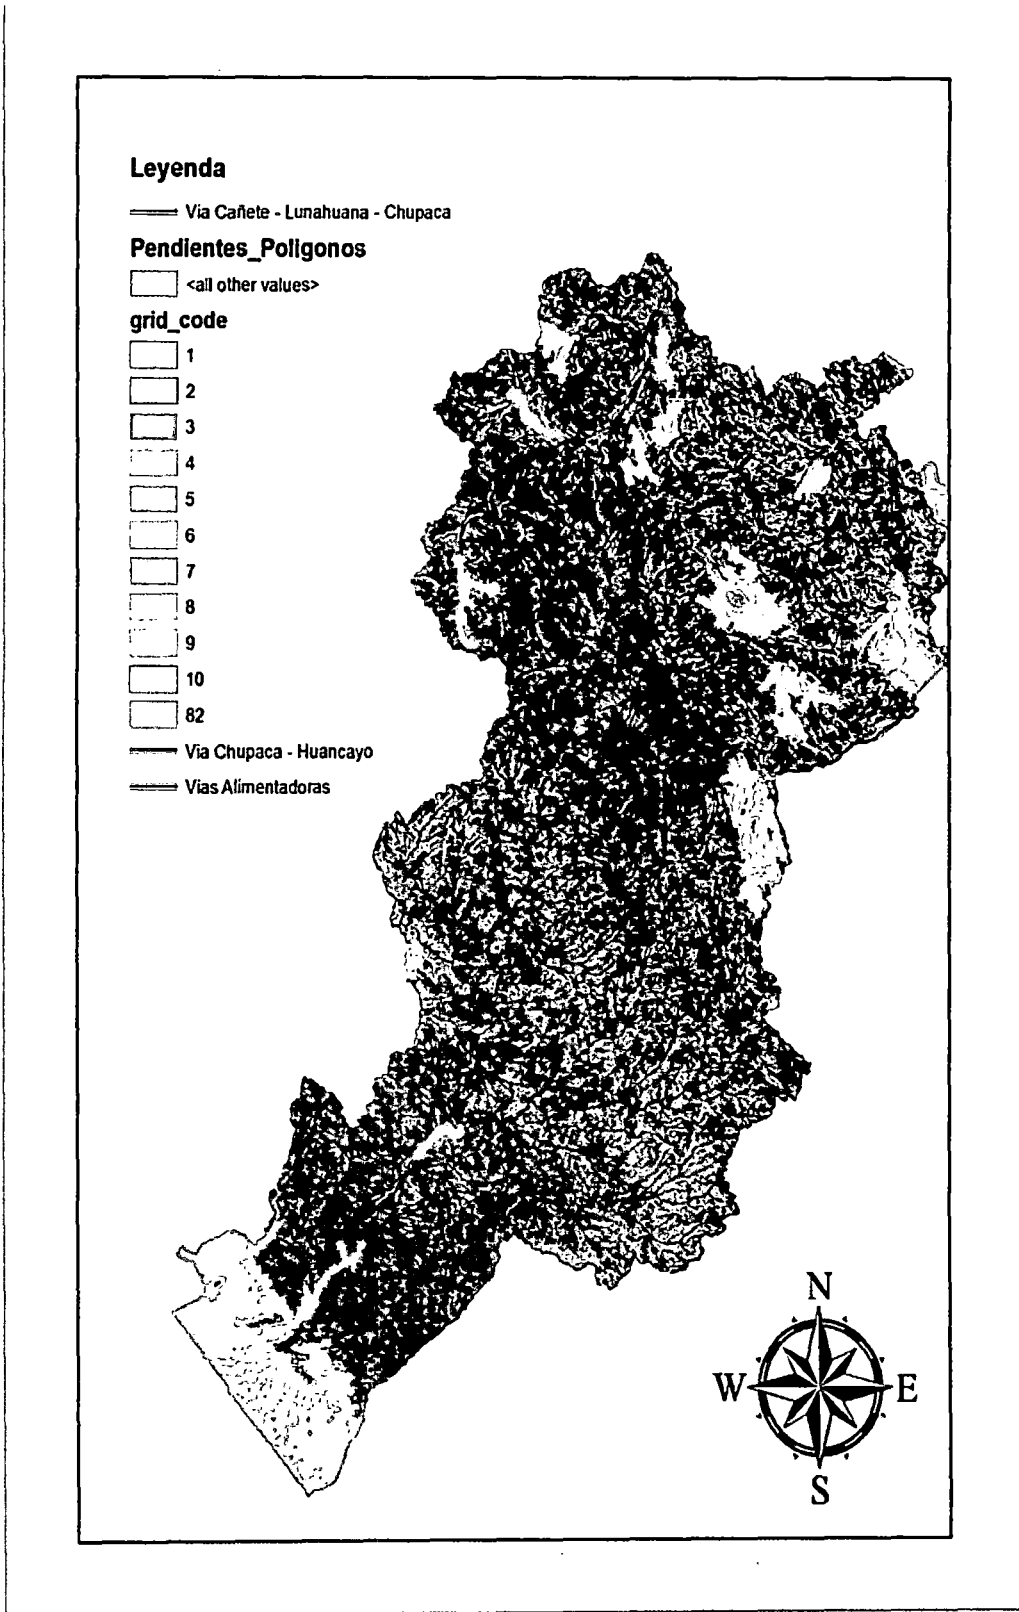 Leyenda
Via Cañete - Lunahuana - Chupaca
Pendientes_Poligonos
<all other values>
grid_code
1
2
3
4
5
6
7
8
9
10
82
Via Chupaca - Huancayo
Vias Alimentadoras
N
W E
S